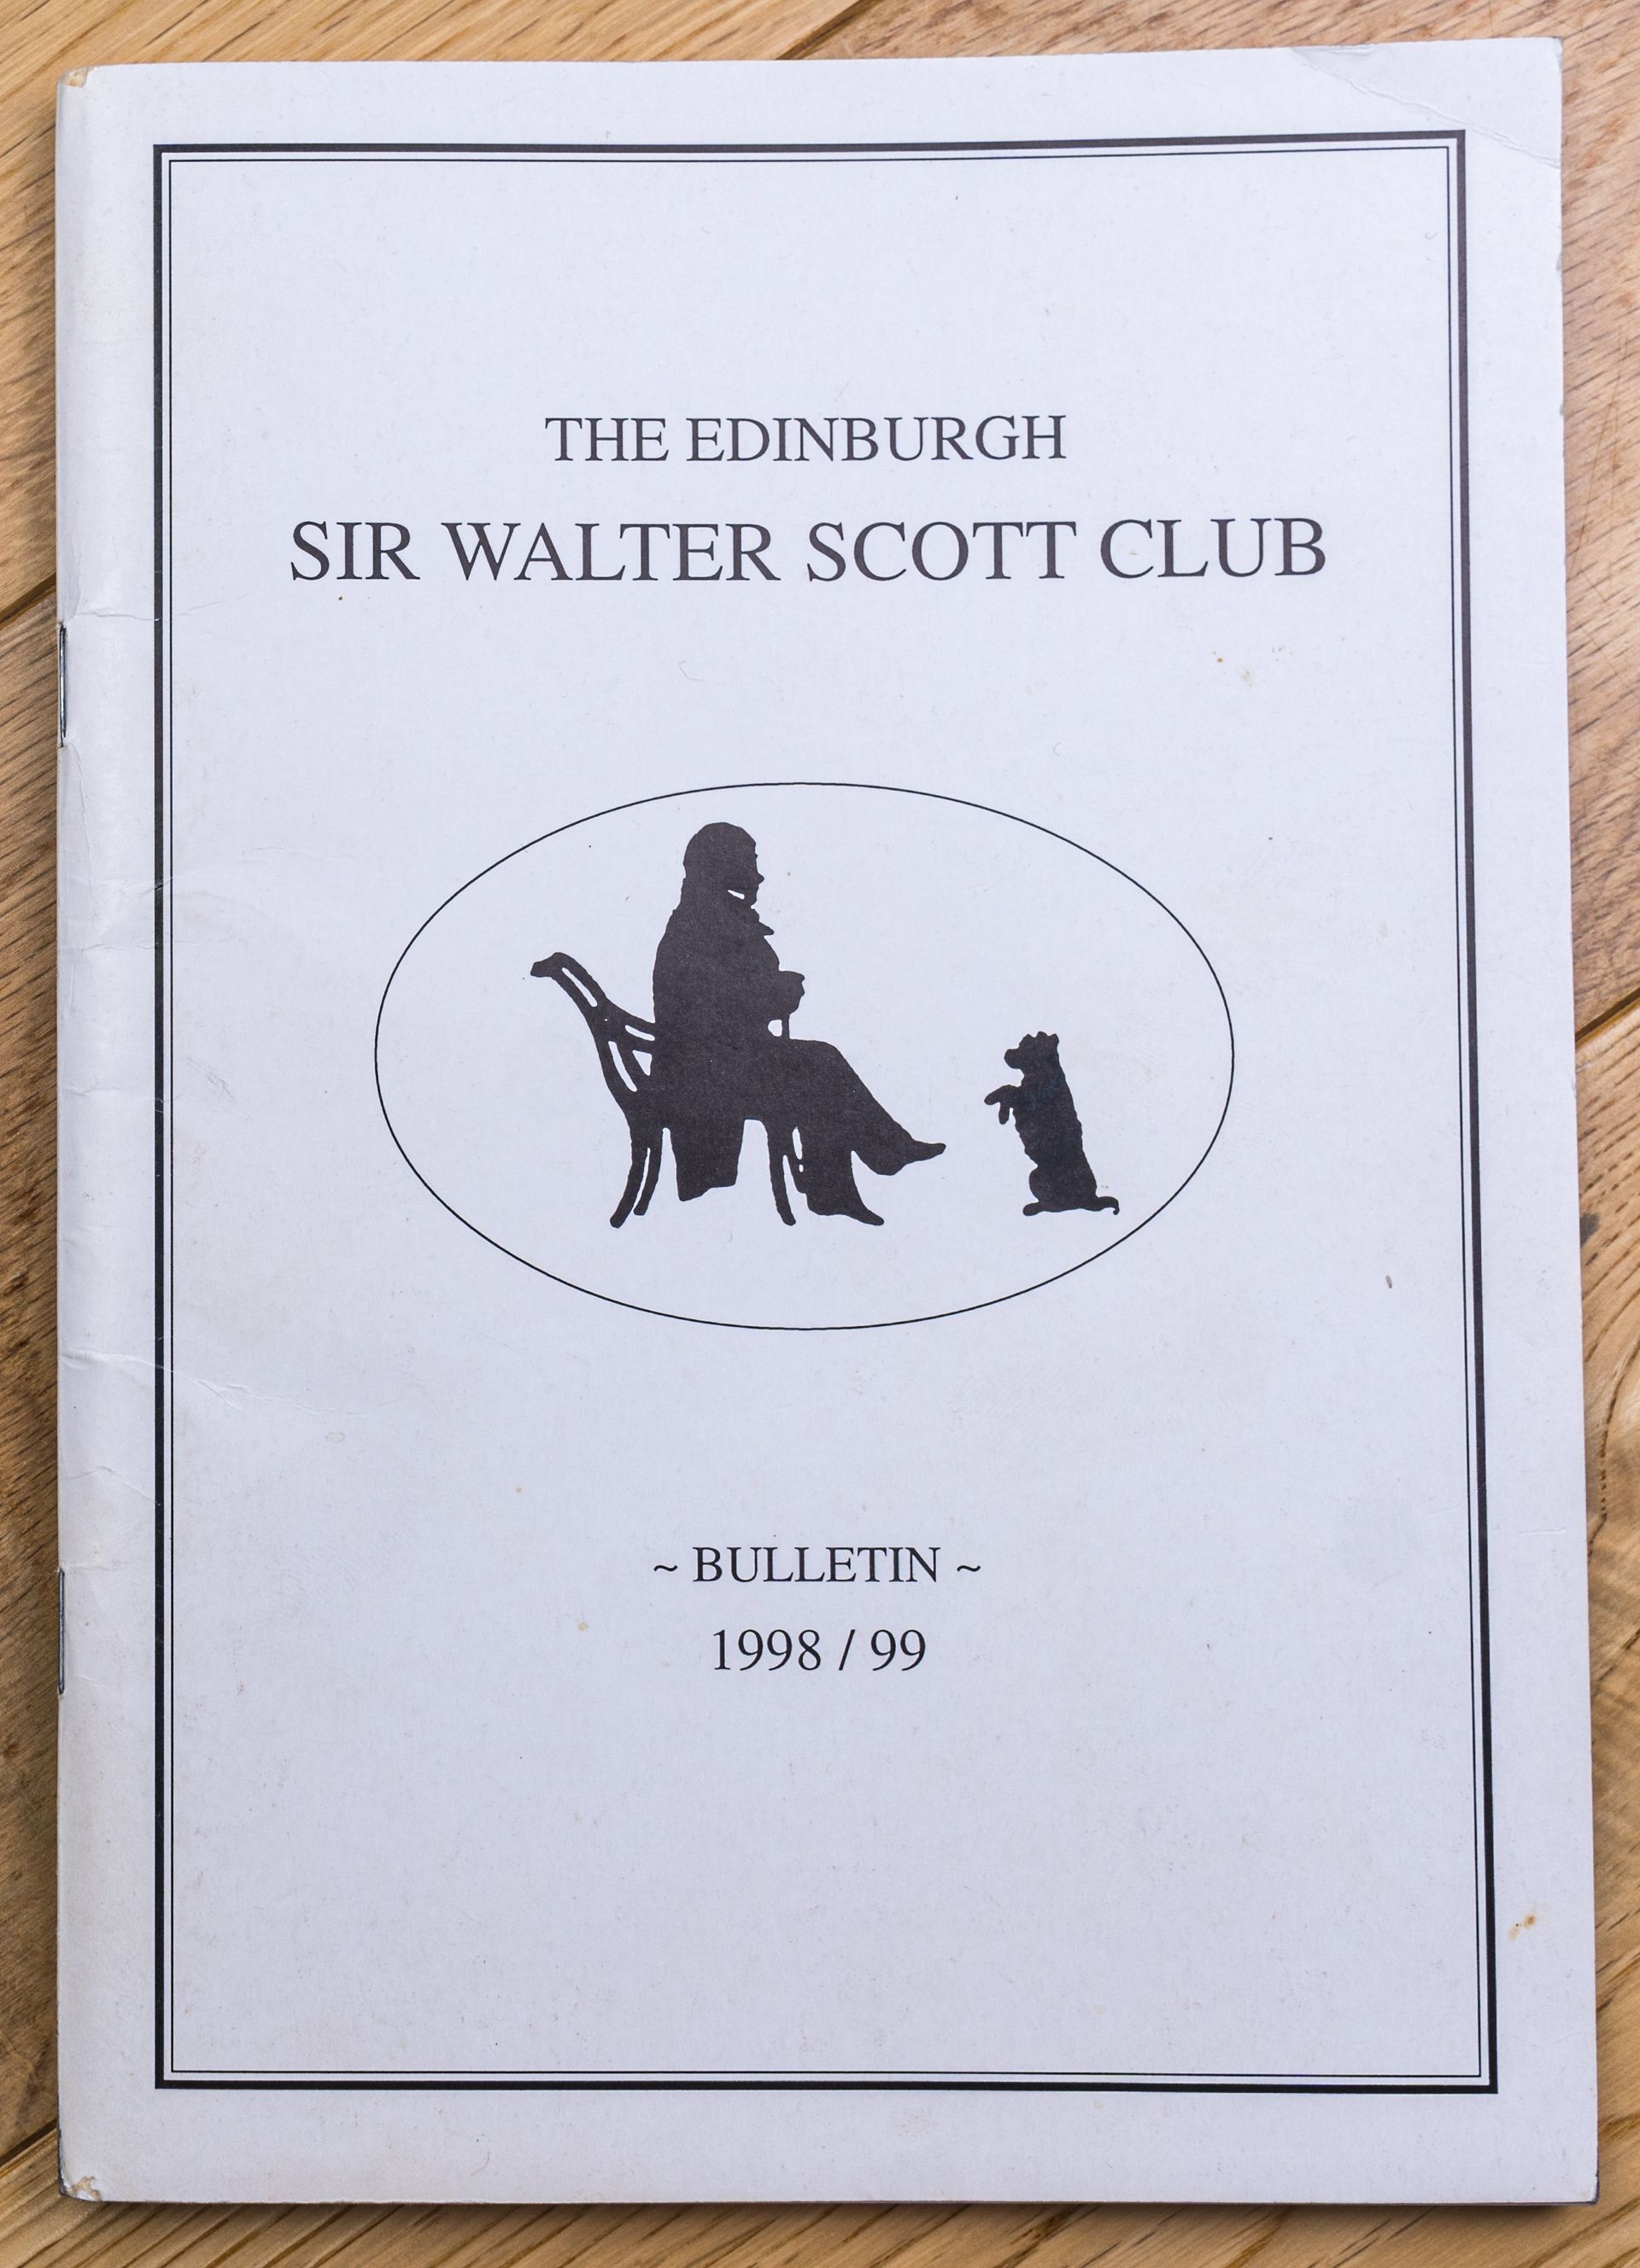 THE EDINBURGH
SIR WALTER SCOTT CLUB
~ BULLETIN ~
1998 / 99